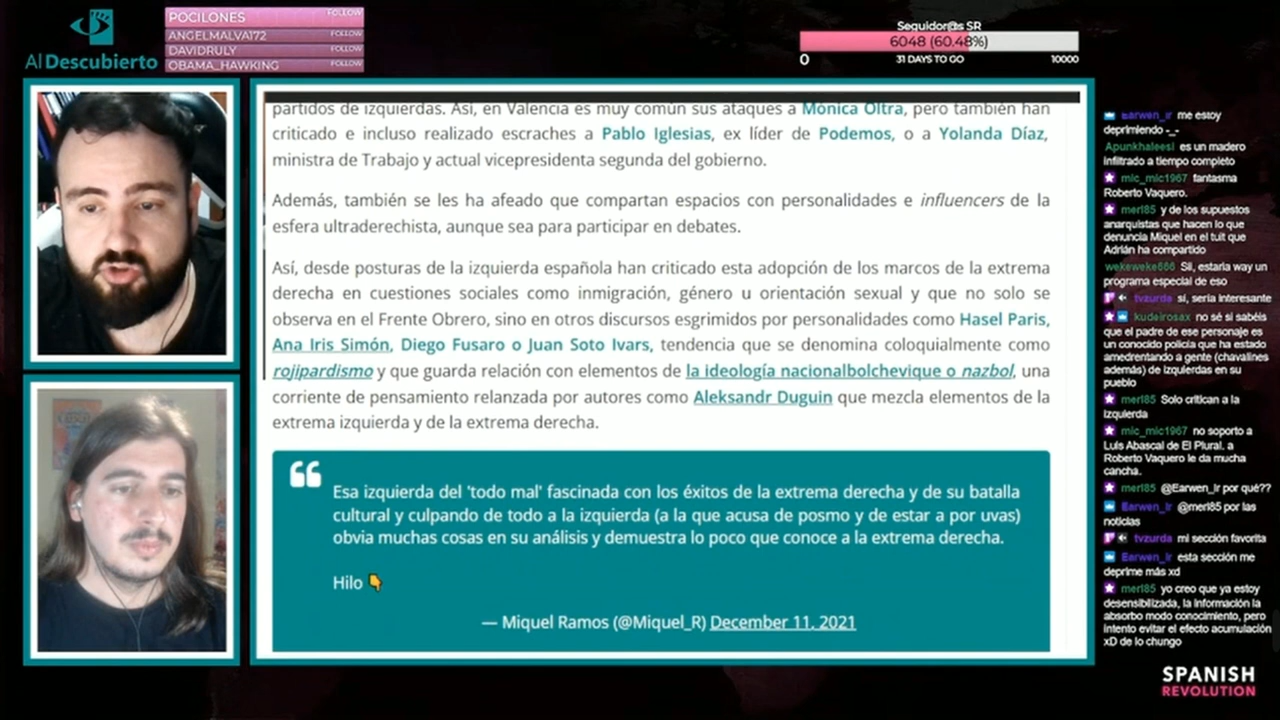 Al Descubierto
POCILONES FOLLOW
ANGELMALVA172 FOLLOW
DAVIDRULY FOLLOW
OBAMA_HAWKING FOLLOW
Seguidor@s SR
6048 (60.48%)
0 31 DAYS TO GO 10000
partidos de izquierdas. Así, en Valencia es muy común sus ataques a Mónica Oltra, pero también han
criticado e incluso realizado escraches a Pablo Iglesias, ex líder de Podemos, o a Yolanda Díaz,
ministra de Trabajo y actual vicepresidenta segunda del gobierno.
Además, también se les ha afeado que compartan espacios con personalidades e influencers de la
esfera ultraderechista, aunque sea para participar en debates.
Así, desde posturas de la izquierda española han criticado esta adopción de los marcos de la extrema
derecha en cuestiones sociales como inmigración, género u orientación sexual y que no solo se
observa en el Frente Obrero, sino en otros discursos esgrimidos por personalidades como Hasel Paris,
Ana Iris Simón, Diego Fusaro o Juan Soto Ivars, tendencia que se denomina coloquialmente como
rojipardismo y que guarda relación con elementos de la ideología nacionalbolchevique o nazbol, una
corriente de pensamiento relanzada por autores como Aleksandr Duguin que mezcla elementos de la
extrema izquierda y de la extrema derecha.
Esa izquierda del 'todo mal' fascinada con los éxitos de la extrema derecha y de su batalla
cultural y culpando de todo a la izquierda (a la que acusa de posmo y de estar a por uvas)
obvia muchas cosas en su análisis y demuestra lo poco que conoce a la extrema derecha.
Hilo 👇
— Miquel Ramos (@Miquel_R) December 11, 2021
Earwen_lr me estoy
deprimiendo -_-
Apunkhaleesi es un madero
infiltrado a tiempo completo
mic_mic1967 fantasma
Roberto Vaquero.
merl85 y de los supuestos
anarquistas que hacen lo que
denuncia Miquel en el tuit que
Adrián ha compartido
wekeweke666 Sii, estaria way un
programa especial de eso
tvzurda sí, sería interesante
kudeirosax no sé si sabéis
que el padre de ese personaje es
un conocido policía que ha estado
amedrentando a gente (chavalines
además) de izquierdas en su
pueblo
merl85 Solo critican a la
izquierda
mic_mic1967 no soporto a
Luis Abascal de El Plural. a
Roberto Vaquero le da mucha
cancha.
merl85 @Earwen_lr por qué??
Earwen_lr @merl85 por las
noticias
tvzurda mi sección favorita
Earwen_lr esta sección me
deprime más xd
merl85 yo creo que ya estoy
desensibilizada, la información la
absorbo modo conocimiento, pero
intento evitar el efecto acumulación
xD de lo chungo
SPANISH
REVOLUTION